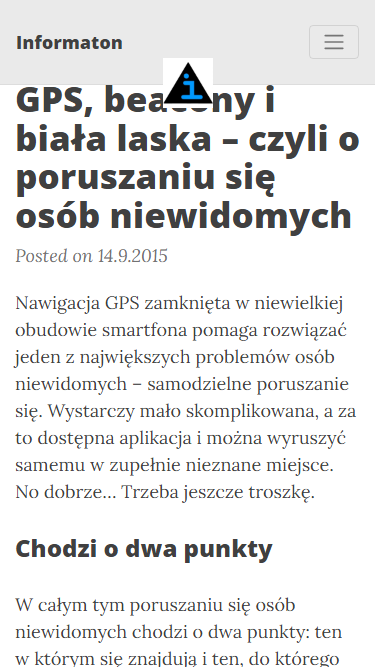 Informaton
i
GPS, beacony i
biała laska – czyli o
poruszaniu się
osób niewidomych
Posted on 14.9.2015
Nawigacja GPS zamknięta w niewielkiej
obudowie smartfona pomaga rozwiązać
jeden z największych problemów osób
niewidomych – samodzielne poruszanie
się. Wystarczy mało skomplikowana, a za
to dostępna aplikacja i można wyruszyć
samemu w zupełnie nieznane miejsce.
No dobrze… Trzeba jeszcze troszkę.
Chodzi o dwa punkty
W całym tym poruszaniu się osób
niewidomych chodzi o dwa punkty: ten
w którym się znajdują i ten, do którego